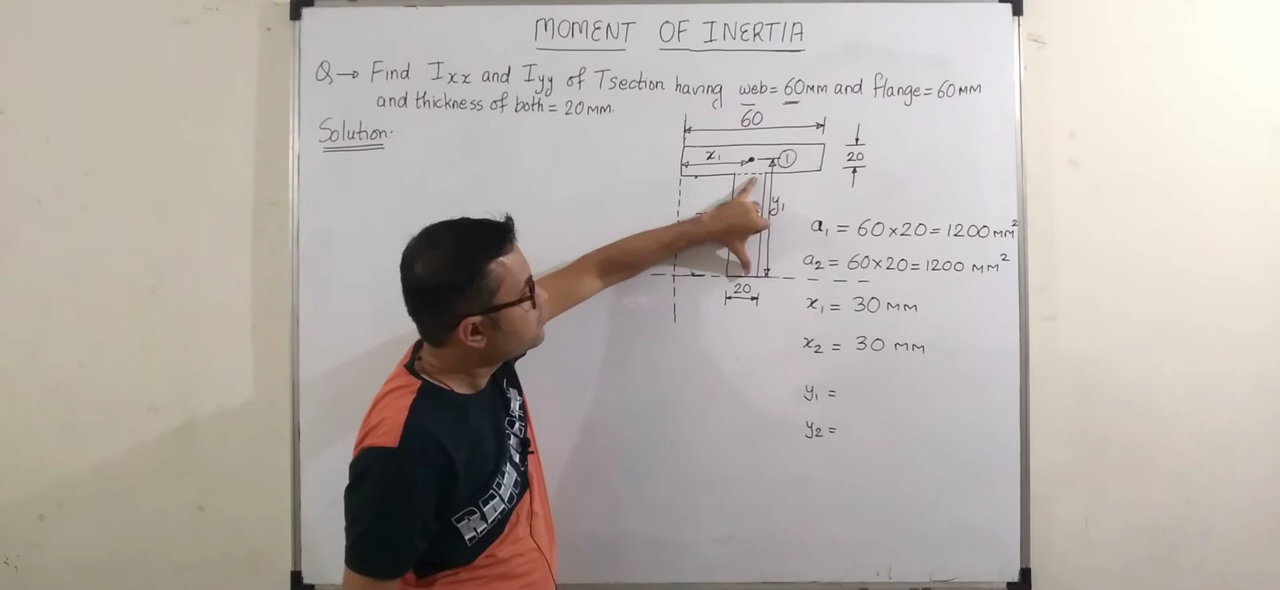 MOMENT OF INERTIA
Q→ Find Ixx and Iyy of T section having web = 60MM and flange = 60 MM
and thickness of both = 20 MM.
Solution:
60
x₁
①
20
y₁
20
a₁ = 60×20 = 1200 MM²
a₂ = 60×20 = 1200 MM²
x₁ = 30 MM
x₂ = 30 MM
y₁ =
y₂ =